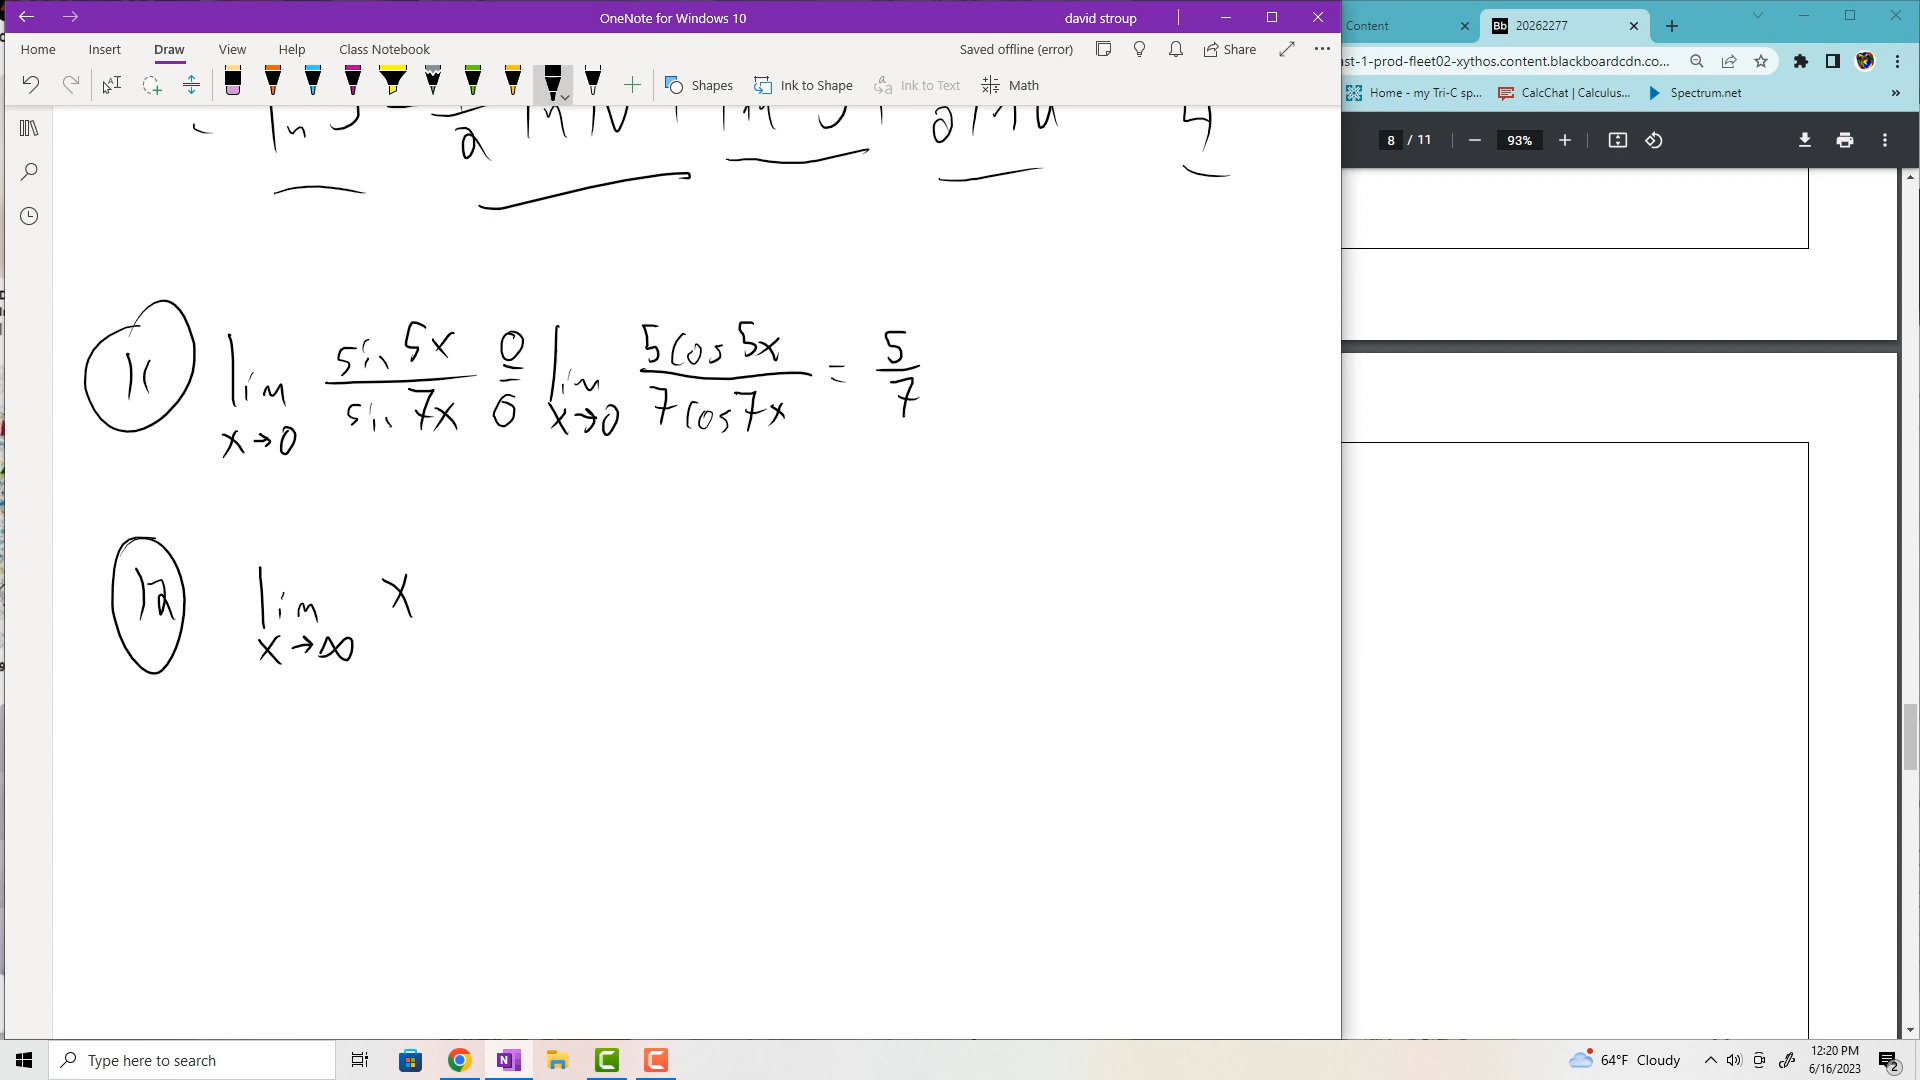 OneNote for Windows 10
david stroup
Content
Bb 20262277
Home Insert Draw View Help Class Notebook
Saved offline (error) Share
ast-1-prod-fleet02-xythos.content.blackboardcdn.co...
Shapes Ink to Shape Ink to Text Math
Home - my Tri-C sp... CalcChat | Calculus... Spectrum.net »
8 / 11 93%
11 lim x→0 sin 5x / sin 7x 0/0 = lim x→0 5 cos 5x / 7 cos 7x = 5/7
12 lim x→∞ x
Type here to search
64°F Cloudy
12:20 PM
6/16/2023
2